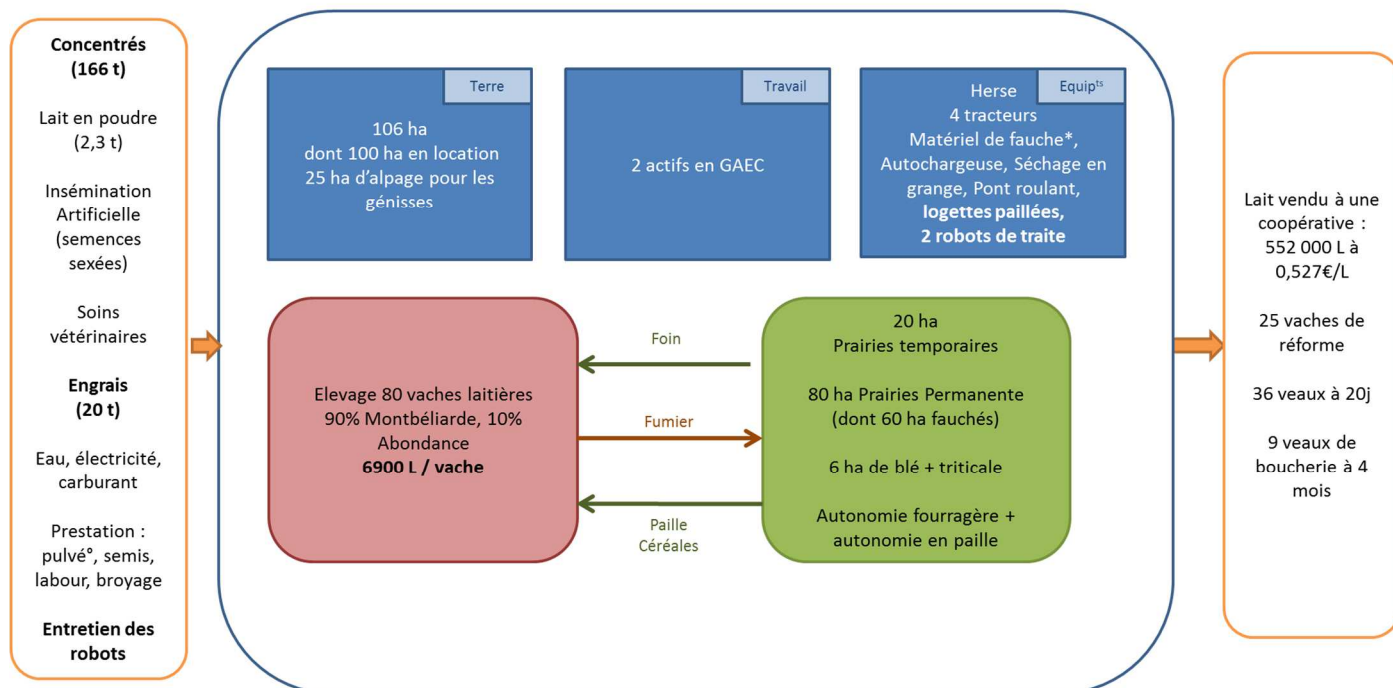 Concentrés
(166 t)
Lait en poudre
(2,3 t)
Insémination
Artificielle
(semences
sexées)
Soins
vétérinaires
Engrais
(20 t)
Eau, électricité,
carburant
Prestation :
pulvé°, semis,
labour, broyage
Entretien des
robots
Terre
106 ha
dont 100 ha en location
25 ha d'alpage pour les
génisses
Travail
2 actifs en GAEC
Equipts
Herse
4 tracteurs
Matériel de fauche*,
Autochargeuse, Séchage en
grange, Pont roulant,
logettes paillées,
2 robots de traite
Elevage 80 vaches laitières
90% Montbéliarde, 10%
Abondance
6900 L / vache
Foin
Fumier
Paille
Céréales
20 ha
Prairies temporaires
80 ha Prairies Permanente
(dont 60 ha fauchés)
6 ha de blé + triticale
Autonomie fourragère +
autonomie en paille
Lait vendu à une
coopérative :
552 000 L à
0,527€/L
25 vaches de
réforme
36 veaux à 20j
9 veaux de
boucherie à 4
mois